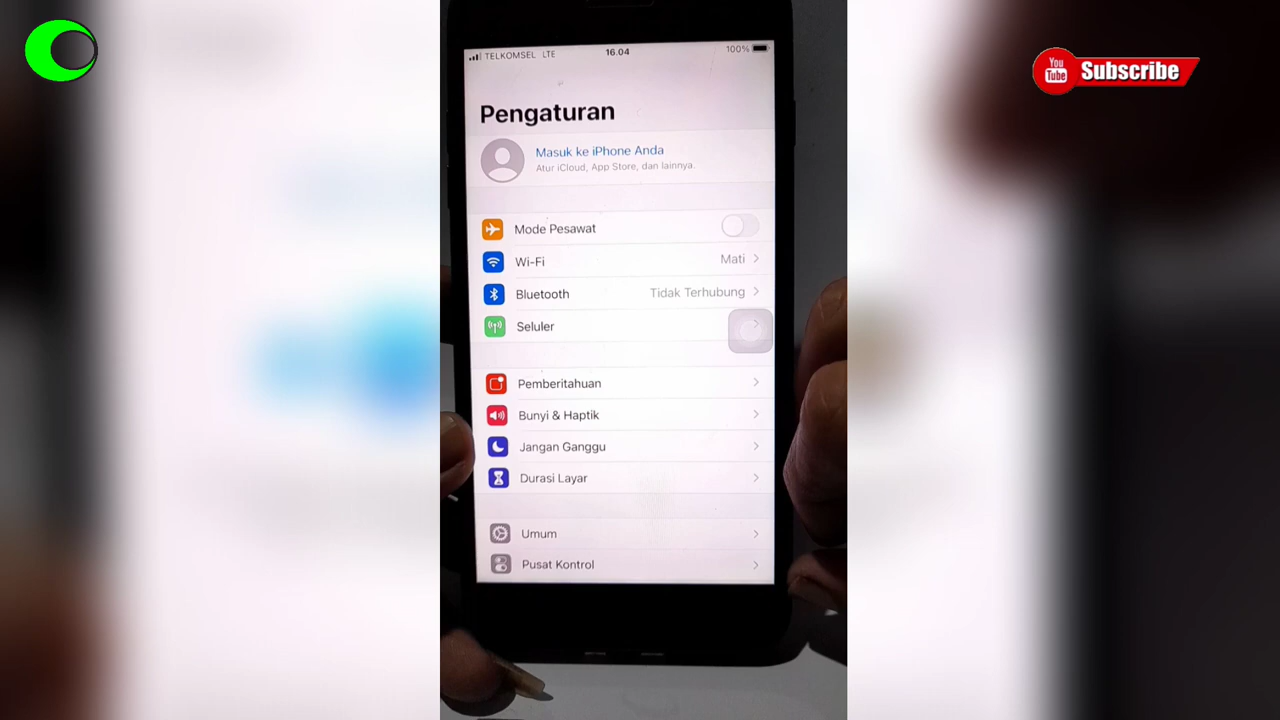 You
Tube
Subscribe
TELKOMSEL LTE
16.04
100%
Pengaturan
Masuk ke iPhone Anda
Atur iCloud, App Store, dan lainnya.
Mode Pesawat
Wi-Fi
Mati
Bluetooth
Tidak Terhubung
Seluler
Pemberitahuan
Bunyi & Haptik
Jangan Ganggu
Durasi Layar
Umum
Pusat Kontrol